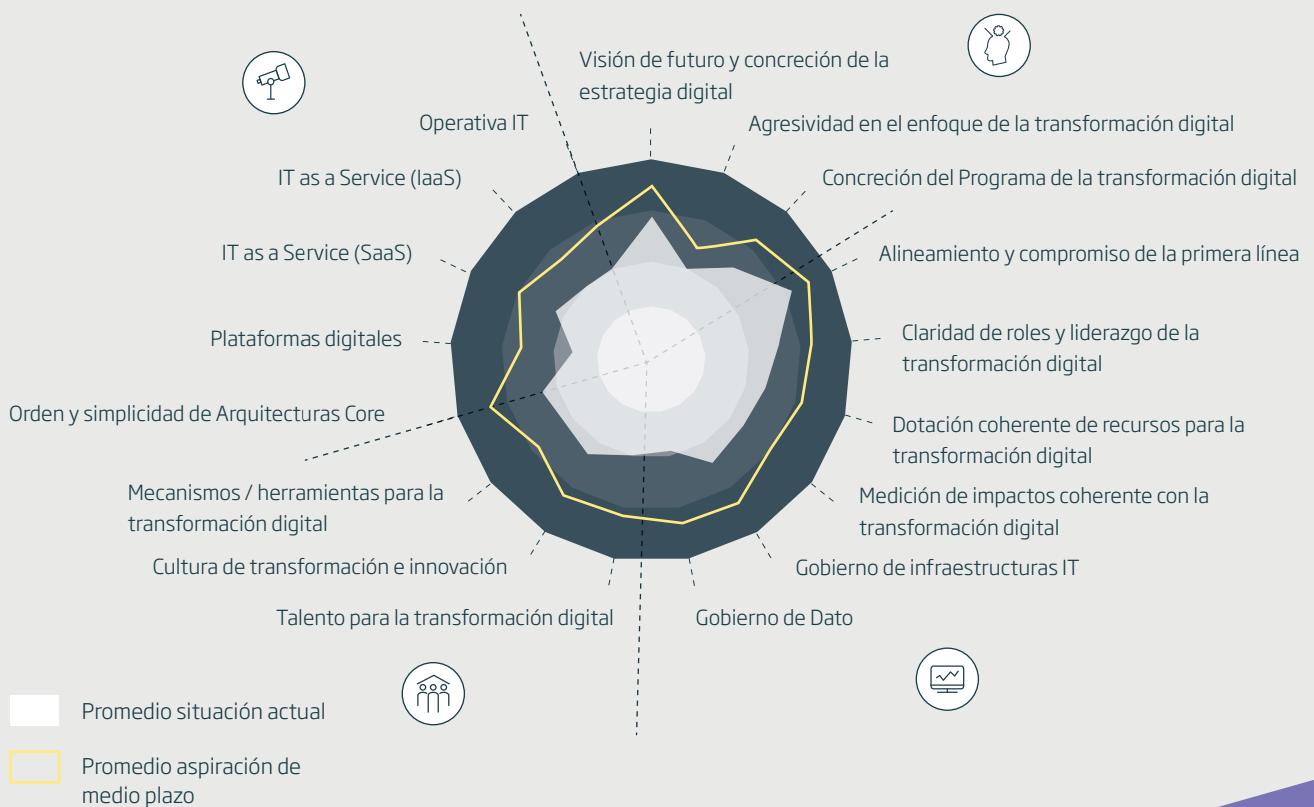 Visión de futuro y concreción de la
estrategia digital
Operativa IT
Agresividad en el enfoque de la transformación digital
IT as a Service (IaaS)
Concreción del Programa de la transformación digital
IT as a Service (SaaS)
Alineamiento y compromiso de la primera línea
Plataformas digitales
Claridad de roles y liderazgo de la
transformación digital
Orden y simplicidad de Arquitecturas Core
Dotación coherente de recursos para la
transformación digital
Mecanismos / herramientas para la
transformación digital
Medición de impactos coherente con la
transformación digital
Cultura de transformación e innovación
Gobierno de infraestructuras IT
Talento para la transformación digital
Gobierno de Dato
Promedio situación actual
Promedio aspiración de
medio plazo